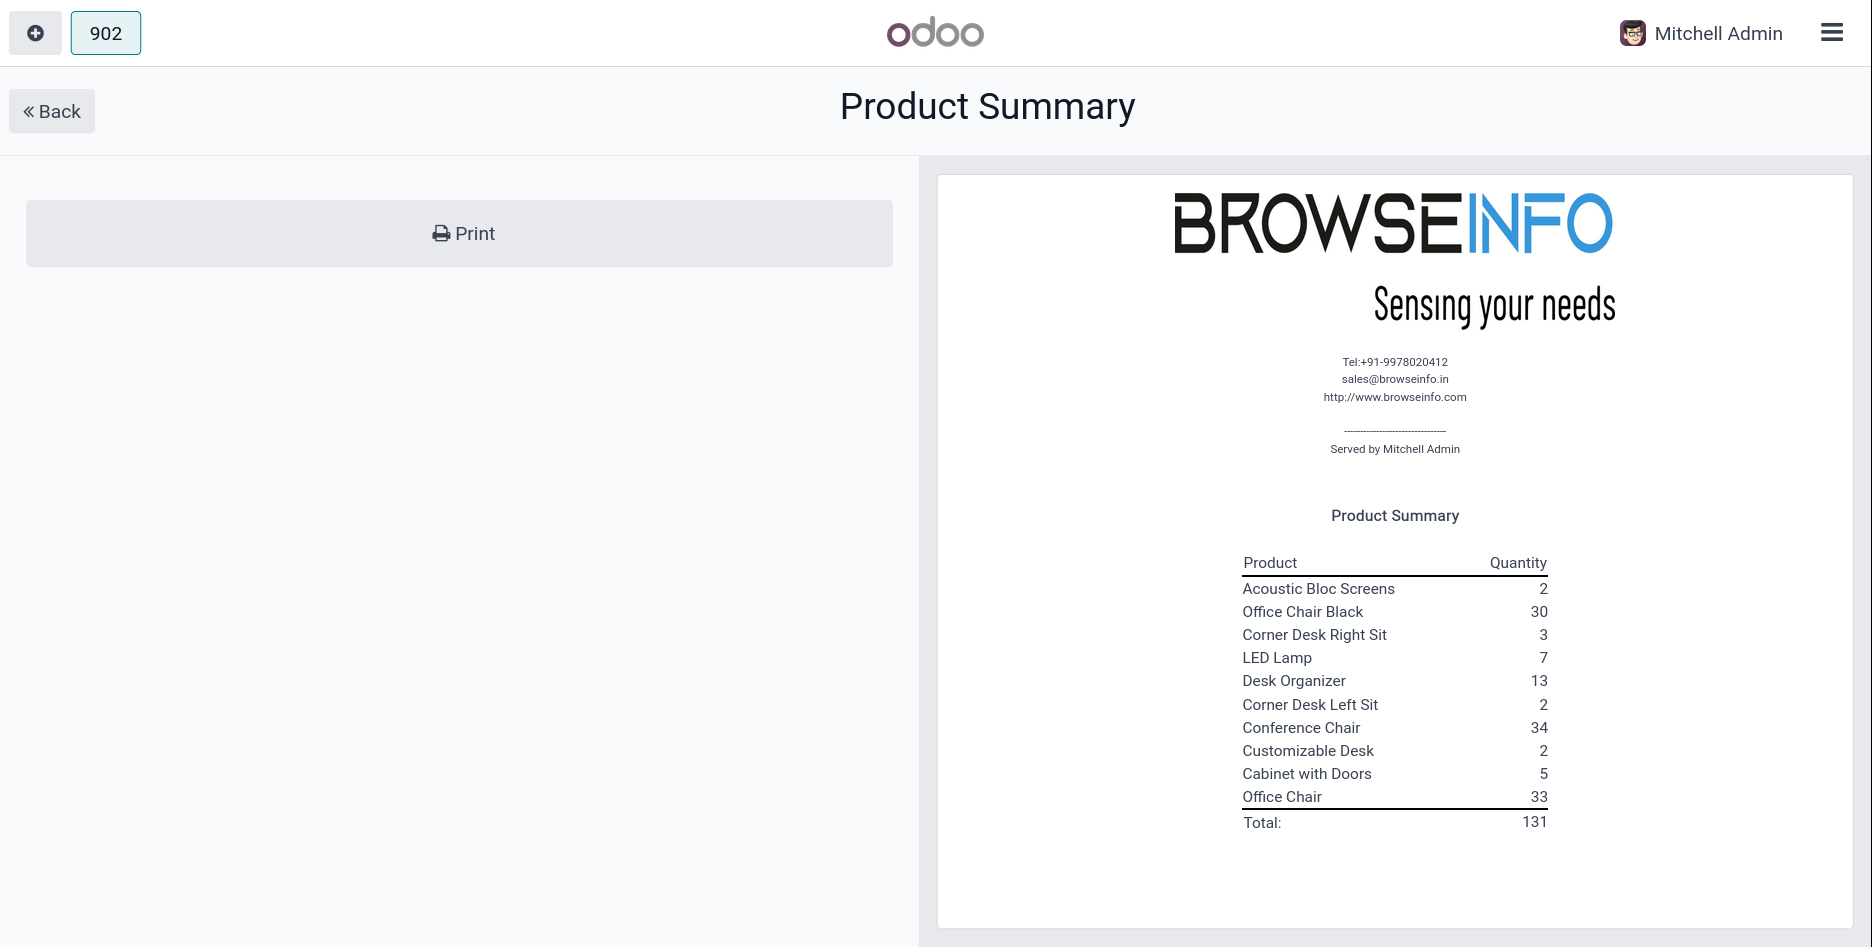 902
odoo
Mitchell Admin
« Back
Product Summary
Print
BROWSEINFO
Sensing your needs
Tel:+91-9978020412
sales@browseinfo.in
http://www.browseinfo.com
--------------------------------
Served by Mitchell Admin
Product Summary
Product Quantity
Acoustic Bloc Screens 2
Office Chair Black 30
Corner Desk Right Sit 3
LED Lamp 7
Desk Organizer 13
Corner Desk Left Sit 2
Conference Chair 34
Customizable Desk 2
Cabinet with Doors 5
Office Chair 33
Total: 131